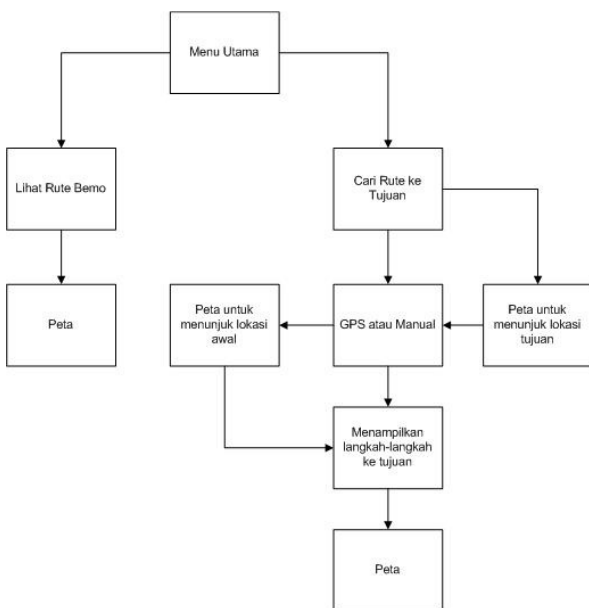 Menu Utama
Lihat Rute Bemo
Cari Rute ke
Tujuan
Peta
Peta untuk
menunjuk lokasi
awal
GPS atau Manual
Peta untuk
menunjuk lokasi
tujuan
Menampilkan
langkah-langkah
ke tujuan
Peta